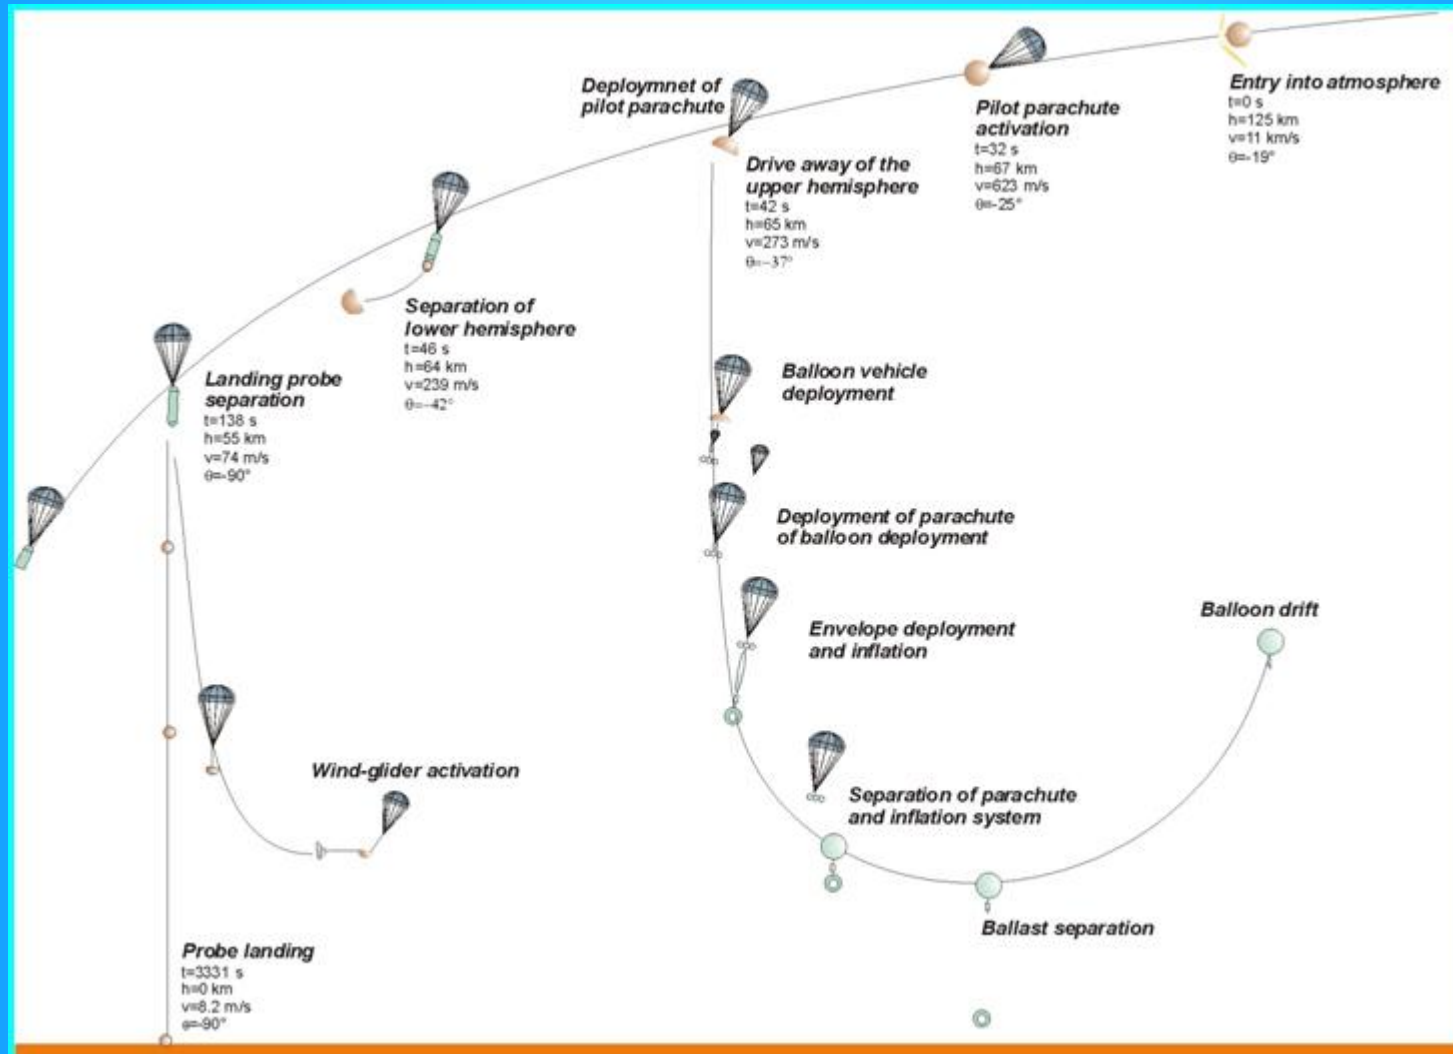 Entry into atmosphere
t=0 s
h=125 km
v=11 km/s
θ=-19°
Pilot parachute
activation
t=32 s
h=67 km
v=623 m/s
θ=-25°
Deploymnet of
pilot parachute
Drive away of the
upper hemisphere
t=42 s
h=65 km
v=273 m/s
θ=-37°
Separation of
lower hemisphere
t=46 s
h=64 km
v=239 m/s
θ=-42°
Landing probe
separation
t=138 s
h=55 km
v=74 m/s
θ=-90°
Balloon vehicle
deployment
Deployment of parachute
of balloon deployment
Envelope deployment
and inflation
Balloon drift
Wind-glider activation
Separation of parachute
and inflation system
Ballast separation
Probe landing
t=3331 s
h=0 km
v=8.2 m/s
θ=-90°